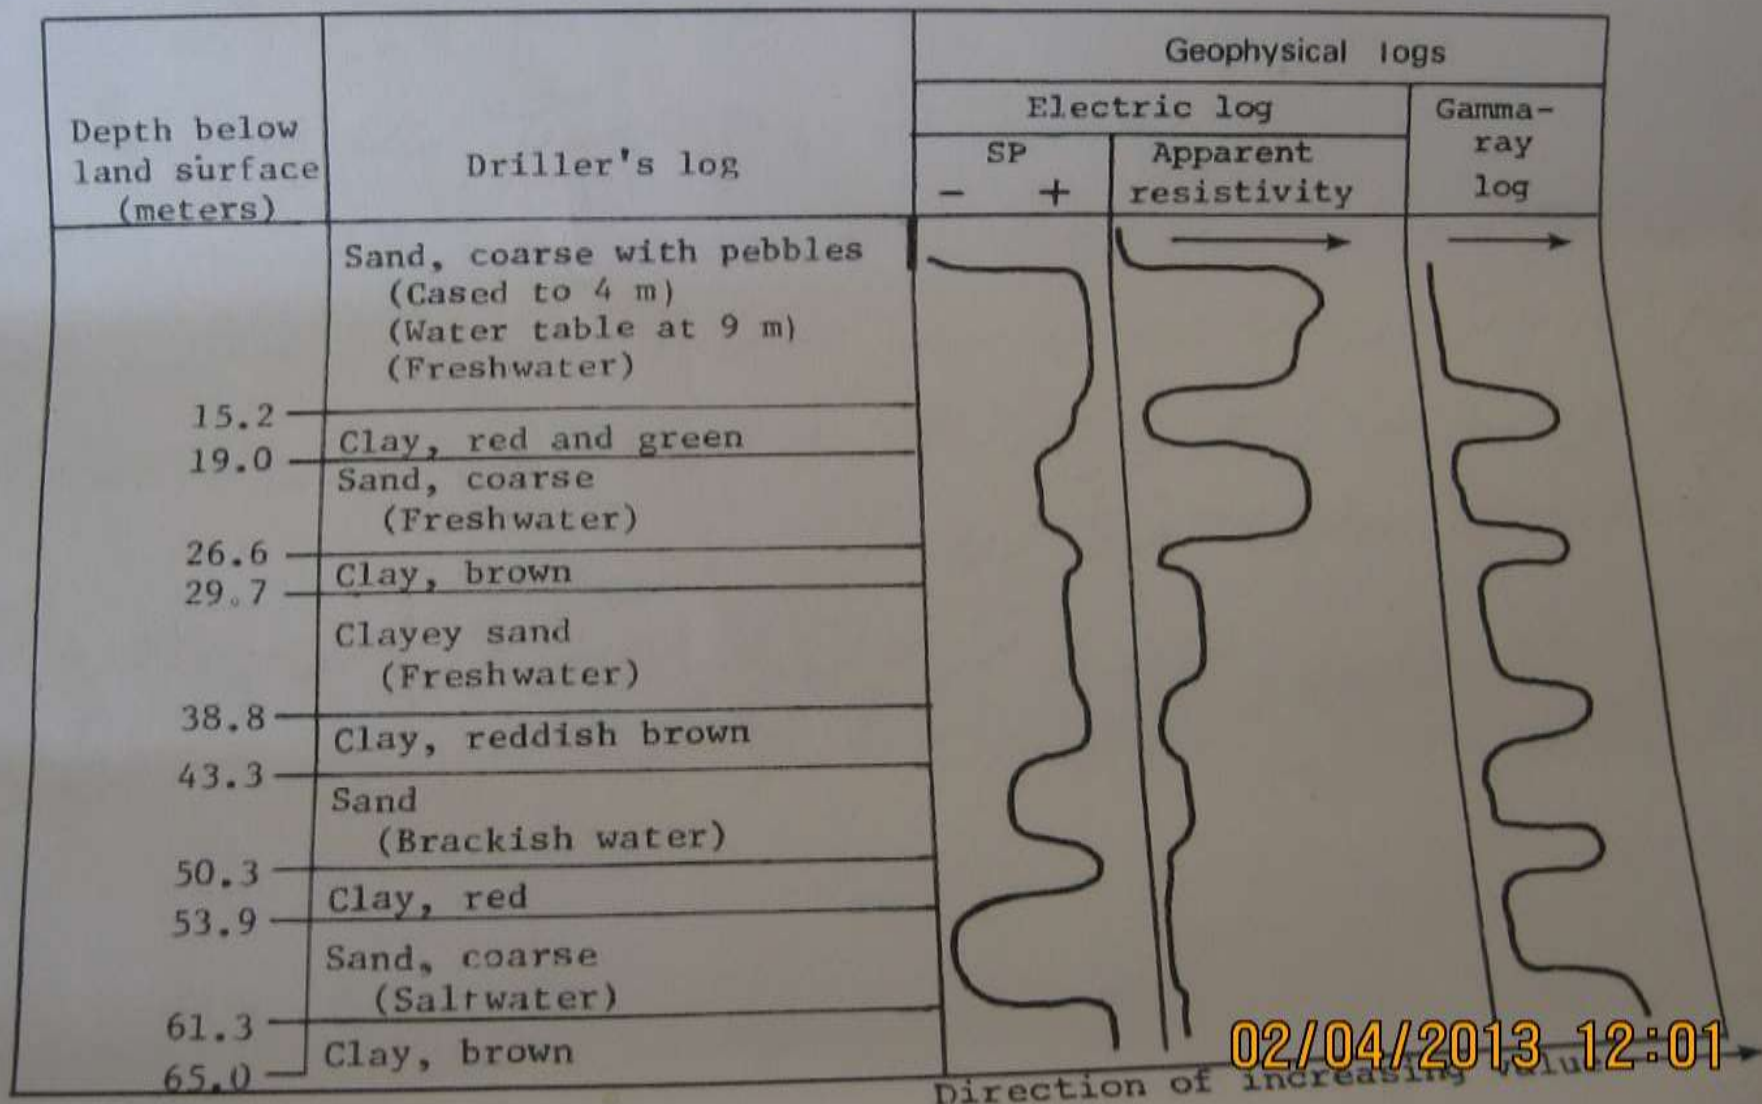 Geophysical logs
Electric log
Gamma-
ray
log
Depth below
land surface
(meters)
Driller's log
SP
- +
Apparent
resistivity
Sand, coarse with pebbles
(Cased to 4 m)
(Water table at 9 m)
(Freshwater)
15.2
Clay, red and green
19.0
Sand, coarse
(Freshwater)
26.6
Clay, brown
29.7
Clayey sand
(Freshwater)
38.8
Clay, reddish brown
43.3
Sand
(Brackish water)
50.3
Clay, red
53.9
Sand, coarse
(Saltwater)
61.3
Clay, brown
65.0
02/04/2013 12:01
Direction of increasing value